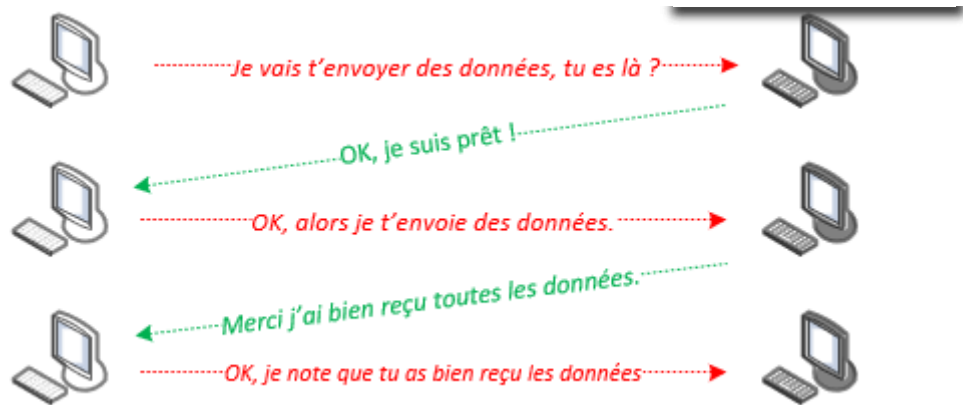 Je vais t’envoyer des données, tu es là ?
OK, je suis prêt !
OK, alors je t’envoie des données.
Merci j’ai bien reçu toutes les données.
OK, je note que tu as bien reçu les données